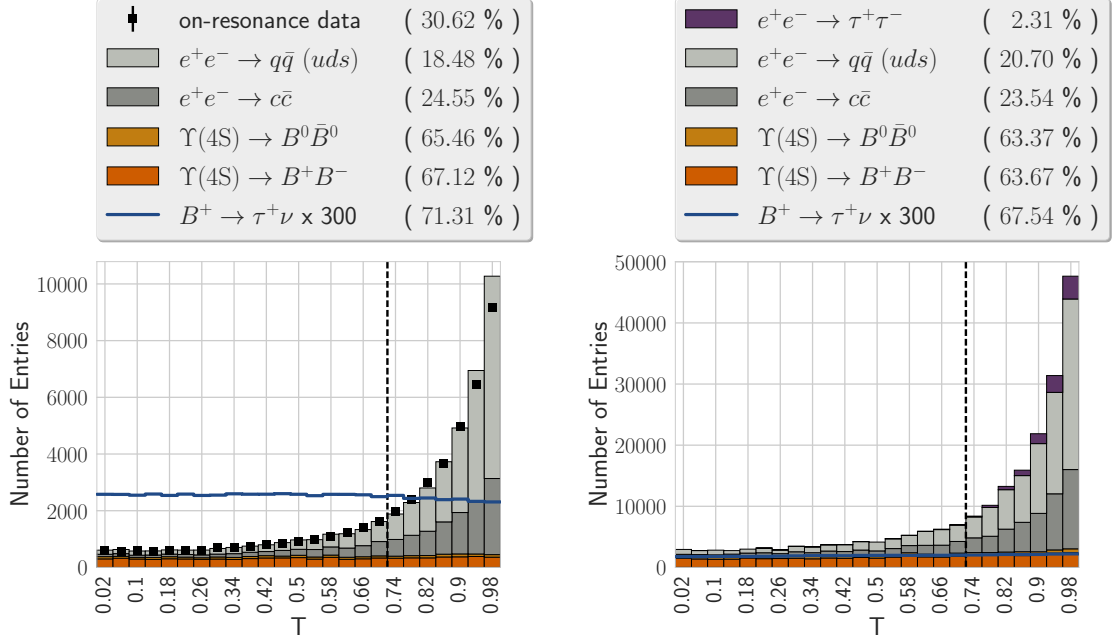 on-resonance data ( 30.62 % )
e⁺e⁻ → qq̄ (uds) ( 18.48 % )
e⁺e⁻ → cc̄ ( 24.55 % )
Υ(4S) → B⁰B̄⁰ ( 65.46 % )
Υ(4S) → B⁺B⁻ ( 67.12 % )
B⁺ → τ⁺ν x 300 ( 71.31 % )
10000
8000
6000
4000
2000
0
Number of Entries
0.02 0.1 0.18 0.26 0.34 0.42 0.5 0.58 0.66 0.74 0.82 0.9 0.98
T
e⁺e⁻ → τ⁺τ⁻ ( 2.31 % )
e⁺e⁻ → qq̄ (uds) ( 20.70 % )
e⁺e⁻ → cc̄ ( 23.54 % )
Υ(4S) → B⁰B̄⁰ ( 63.37 % )
Υ(4S) → B⁺B⁻ ( 63.67 % )
B⁺ → τ⁺ν x 300 ( 67.54 % )
50000
40000
30000
20000
10000
0
Number of Entries
0.02 0.1 0.18 0.26 0.34 0.42 0.5 0.58 0.66 0.74 0.82 0.9 0.98
T